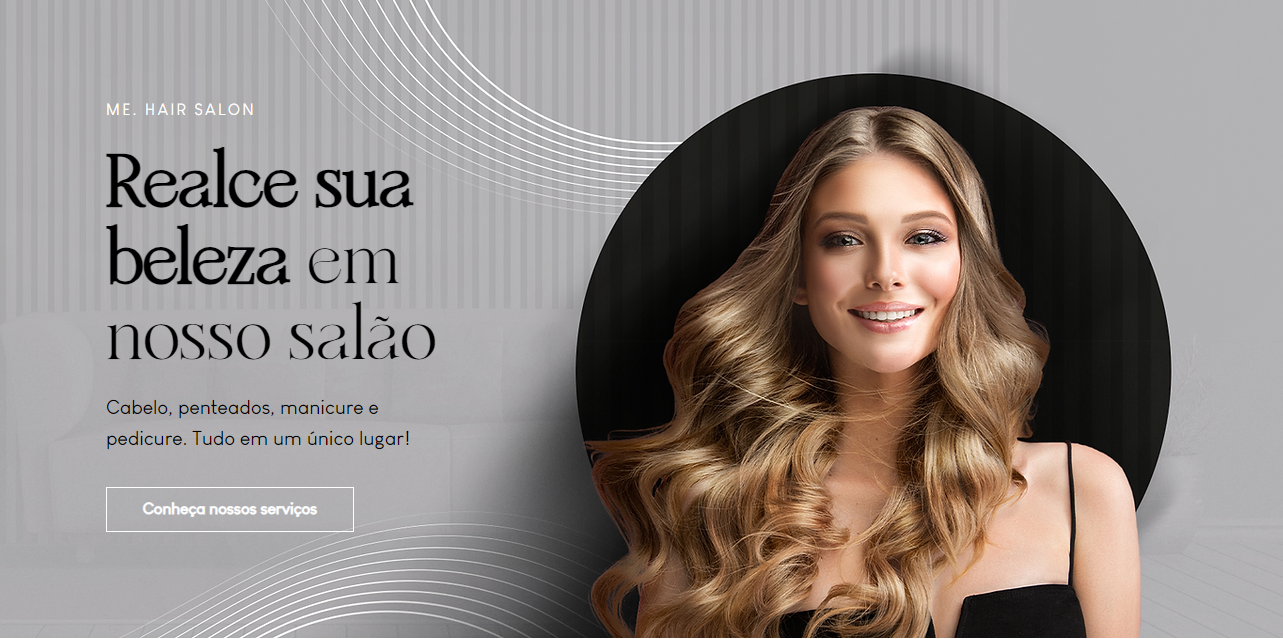 ME. HAIR SALON
Realce sua
beleza em
nosso salão
Cabelo, penteados, manicure e
pedicure. Tudo em um único lugar!
Conheça nossos serviços